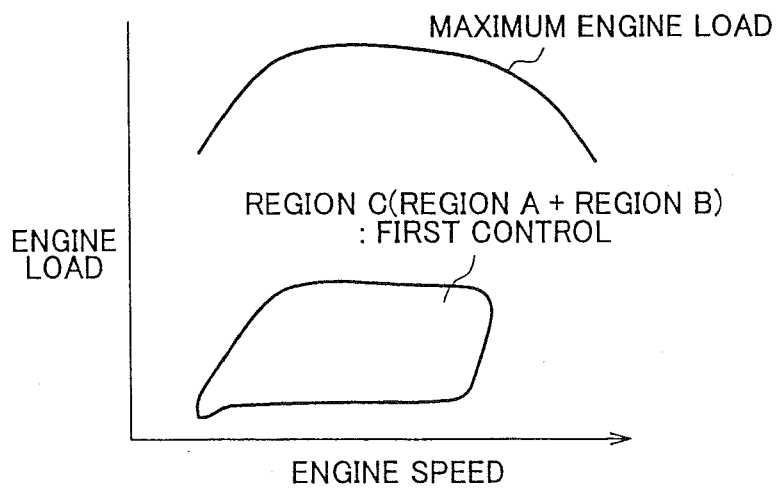 MAXIMUM ENGINE LOAD
REGION C(REGION A + REGION B)
: FIRST CONTROL
ENGINE
LOAD
ENGINE SPEED